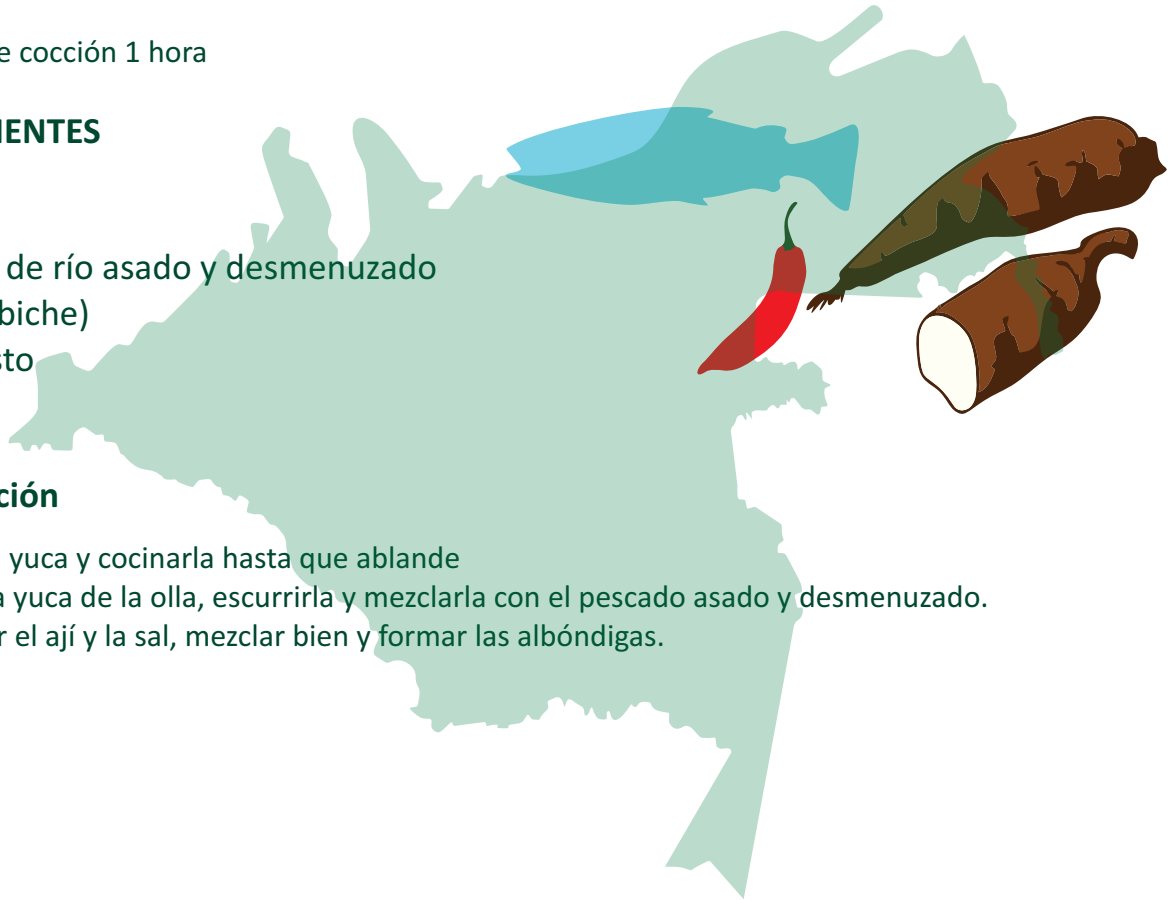 e cocción 1 hora
IENTES
de río asado y desmenuzado
biche)
sto
ción
yuca y cocinarla hasta que ablande
a yuca de la olla, escurrirla y mezclarla con el pescado asado y desmenuzado.
r el ají y la sal, mezclar bien y formar las albóndigas.